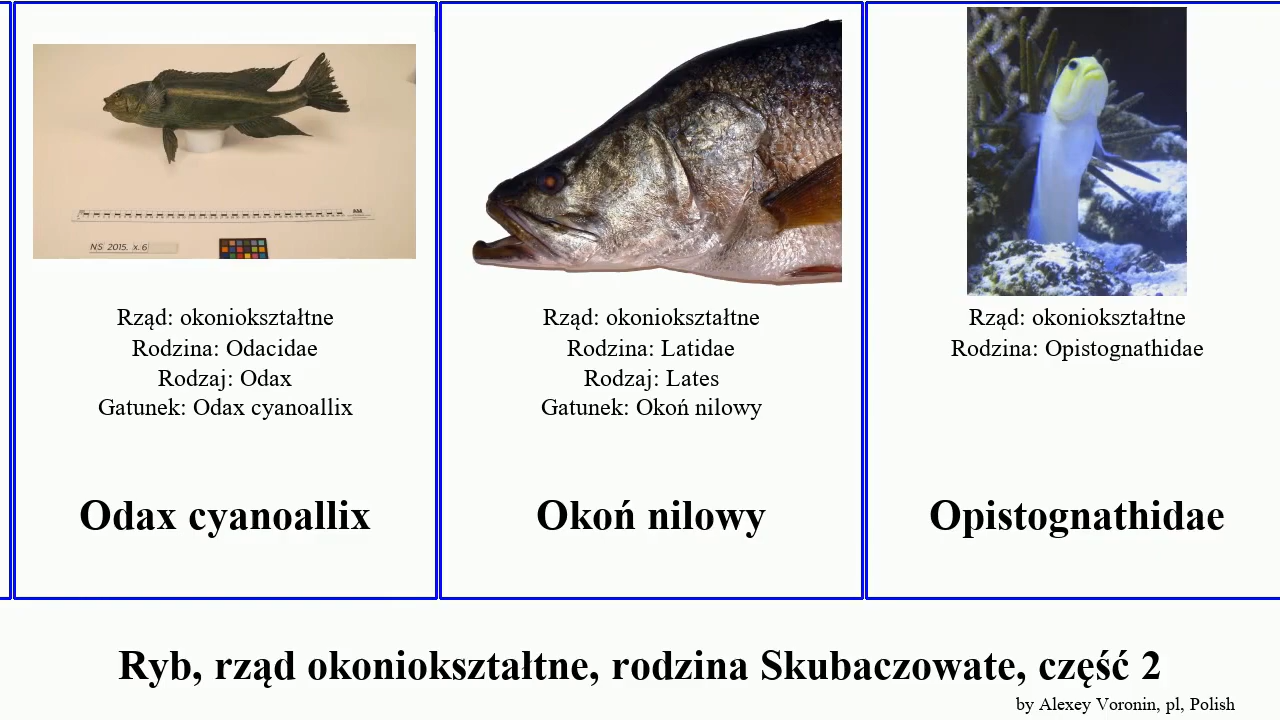 NS 2015. x. 6
Rząd: okoniokształtne
Rodzina: Odacidae
Rodzaj: Odax
Gatunek: Odax cyanoallix
Odax cyanoallix
Rząd: okoniokształtne
Rodzina: Latidae
Rodzaj: Lates
Gatunek: Okoń nilowy
Okoń nilowy
Rząd: okoniokształtne
Rodzina: Opistognathidae
Opistognathidae
Ryb, rząd okoniokształtne, rodzina Skubaczowate, część 2
by Alexey Voronin, pl, Polish